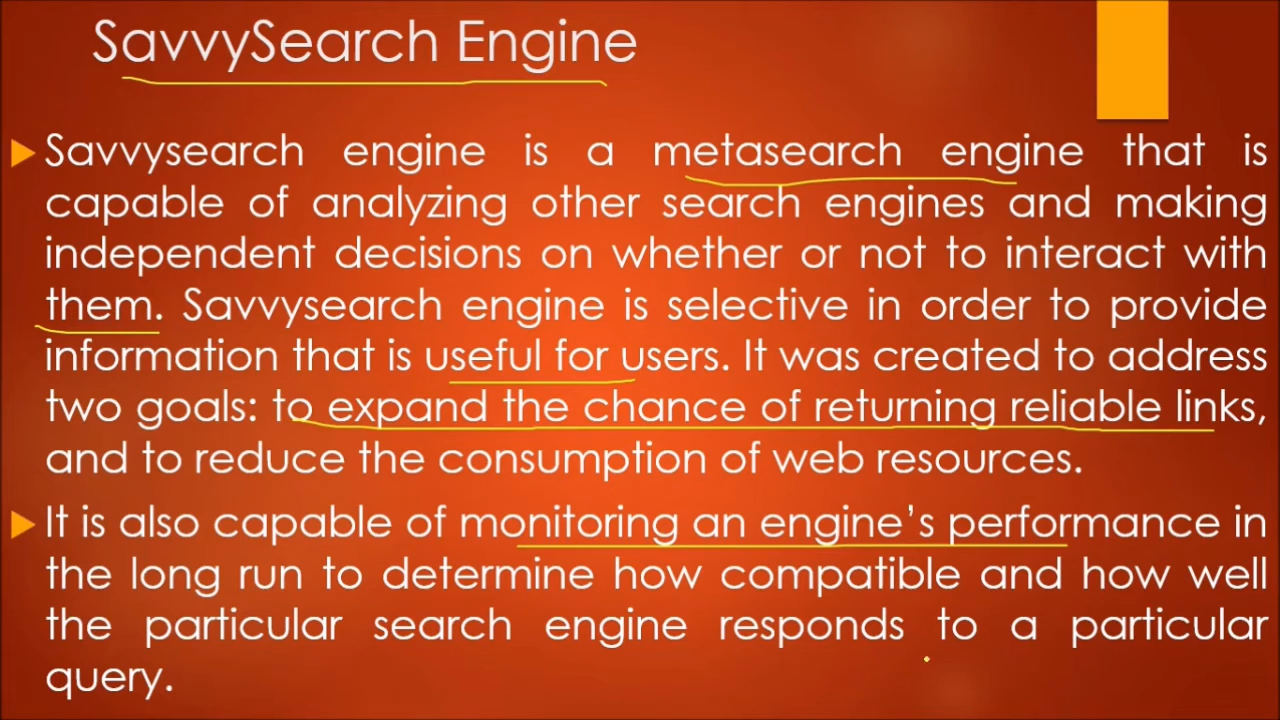 SavvySearch Engine
Savvysearch engine is a metasearch engine that is
capable of analyzing other search engines and making
independent decisions on whether or not to interact with
them. Savvysearch engine is selective in order to provide
information that is useful for users. It was created to address
two goals: to expand the chance of returning reliable links,
and to reduce the consumption of web resources.
It is also capable of monitoring an engine’s performance in
the long run to determine how compatible and how well
the particular search engine responds to a particular
query.